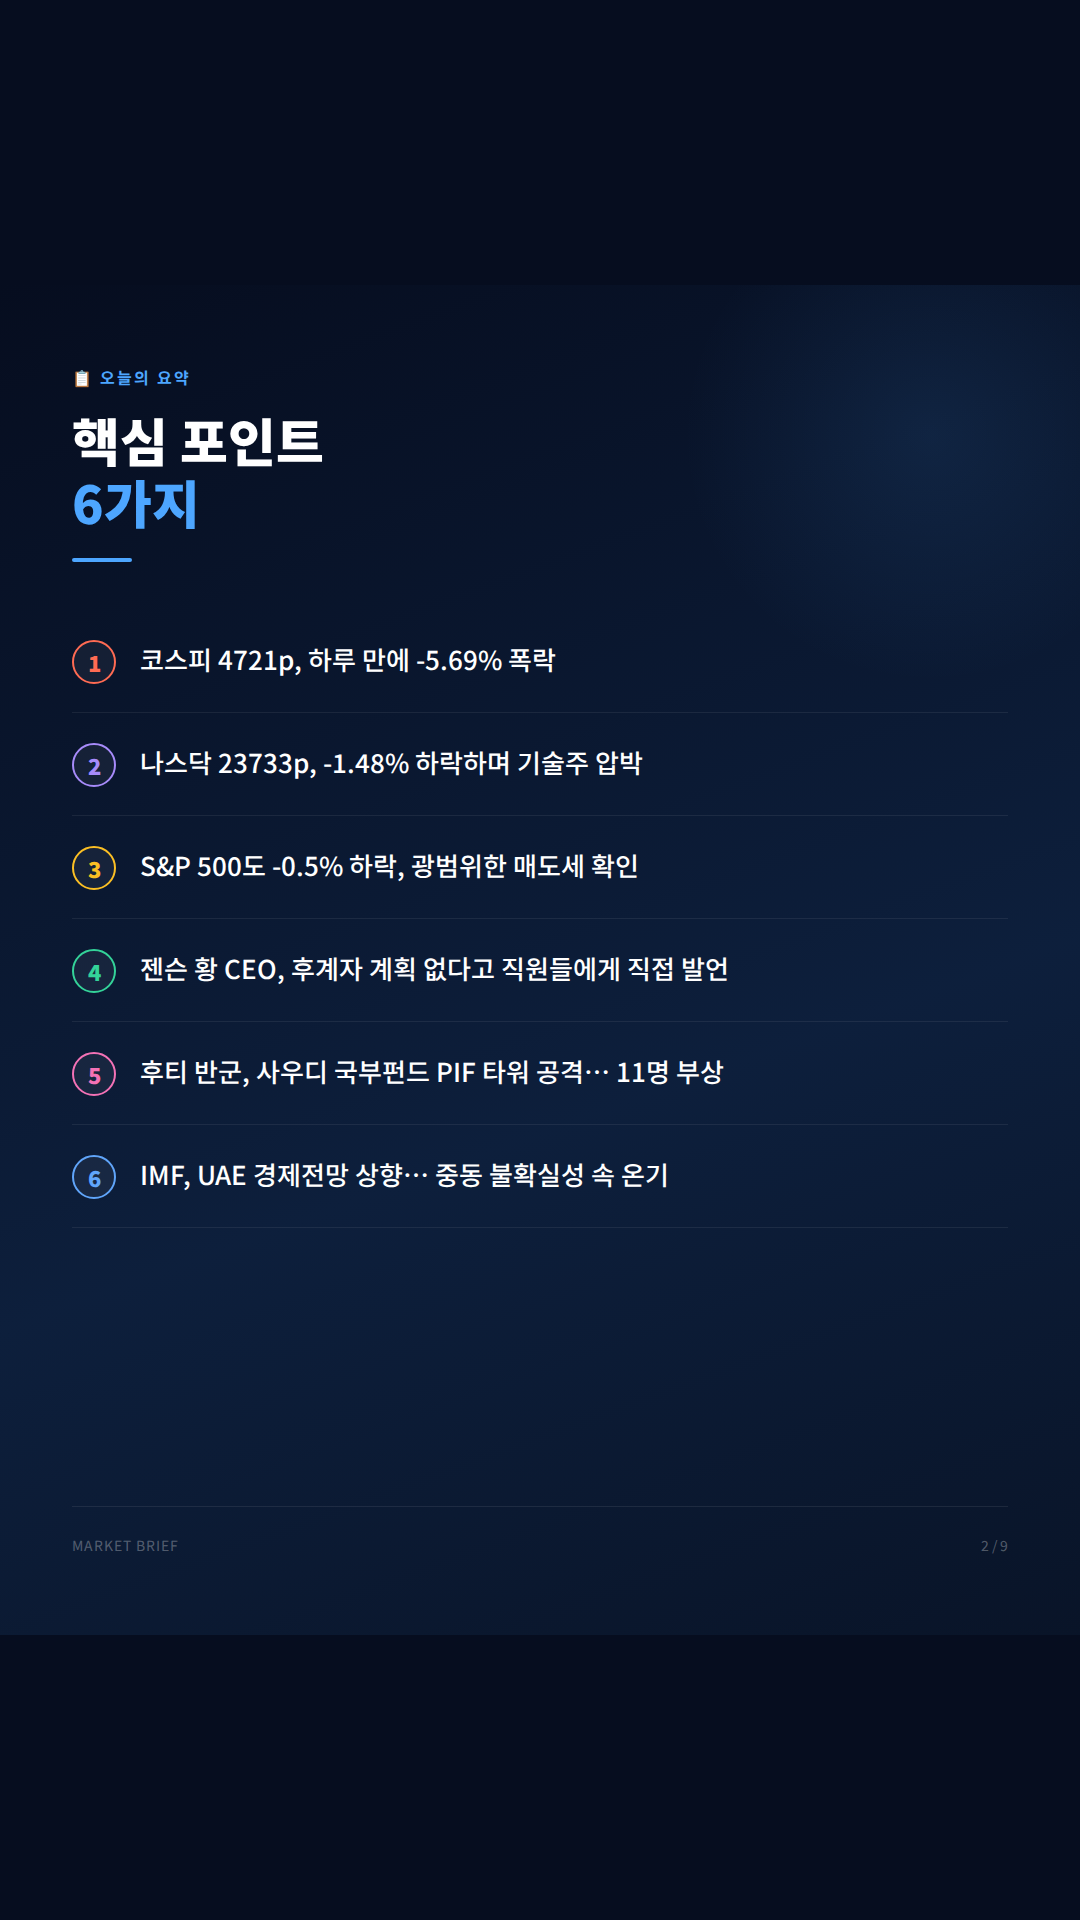 📋 오늘의 요약
핵심 포인트
6가지
1 코스피 4721p, 하루 만에 -5.69% 폭락
2 나스닥 23733p, -1.48% 하락하며 기술주 압박
3 S&P 500도 -0.5% 하락, 광범위한 매도세 확인
4 젠슨 황 CEO, 후계자 계획 없다고 직원들에게 직접 발언
5 후티 반군, 사우디 국부펀드 PIF 타워 공격… 11명 부상
6 IMF, UAE 경제전망 상향… 중동 불확실성 속 온기
MARKET BRIEF 2 / 9